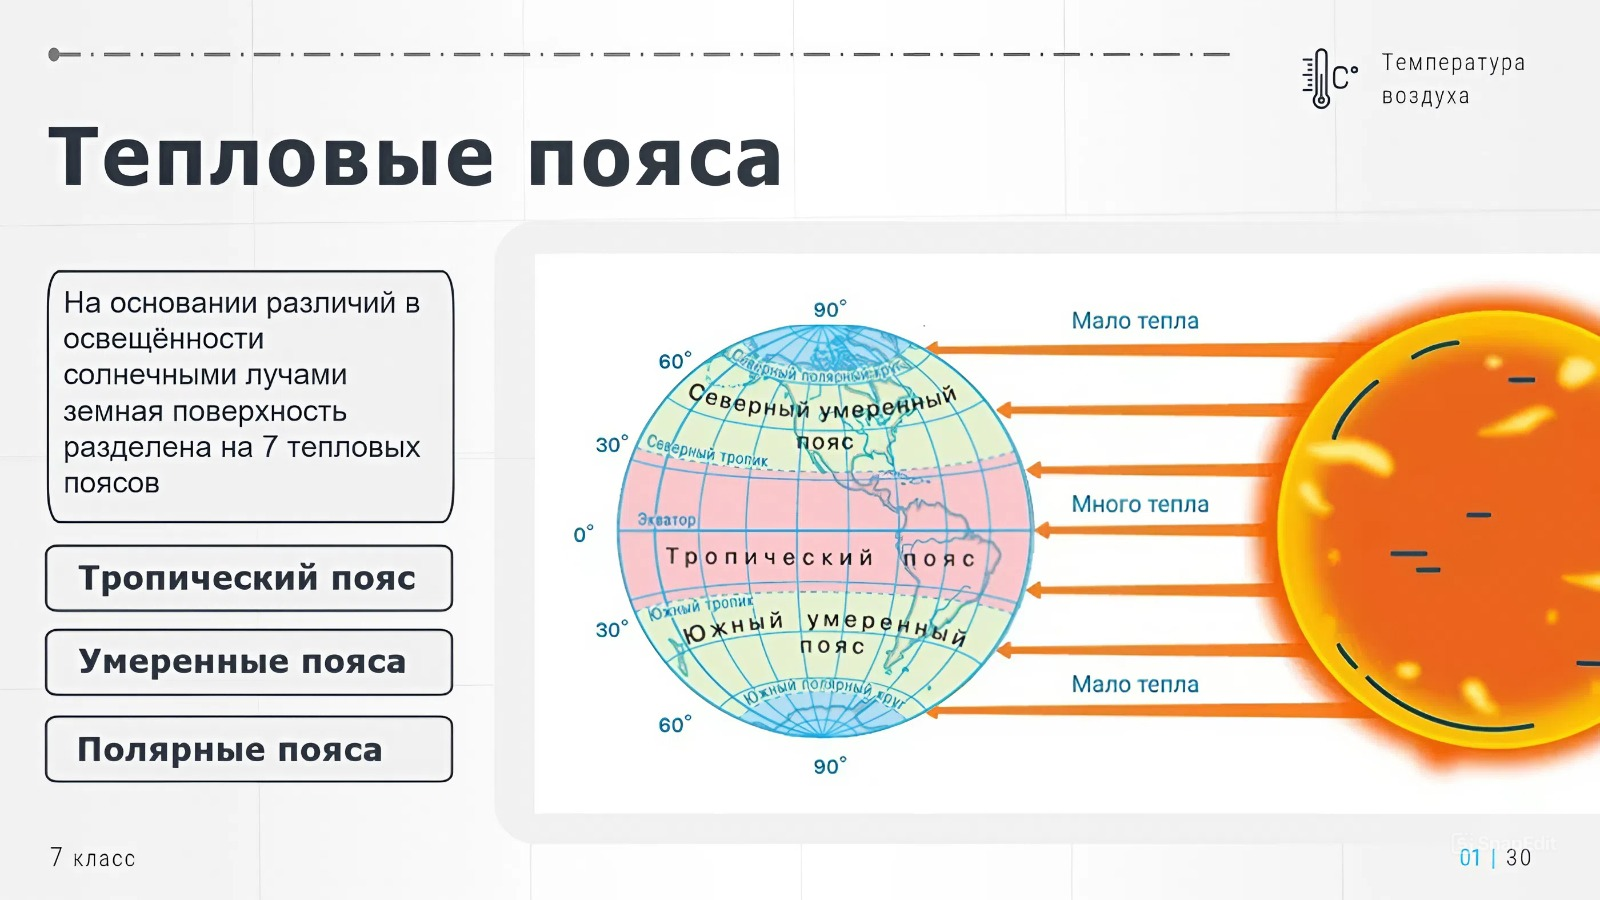 Температура
воздуха
Тепловые пояса
На основании различий в
освещённости
солнечными лучами
земная поверхность
разделена на 7 тепловых
поясов
Тропический пояс
Умеренные пояса
Полярные пояса
90°
60°
30°
0°
30°
60°
90°
Северный полярный круг
Северный умеренный
пояс
Северный тропик
Экватор
Тропический пояс
Южный тропик
Южный умеренный
пояс
Южный полярный круг
Мало тепла
Много тепла
Мало тепла
7 класс
SnapEdit
01 | 30